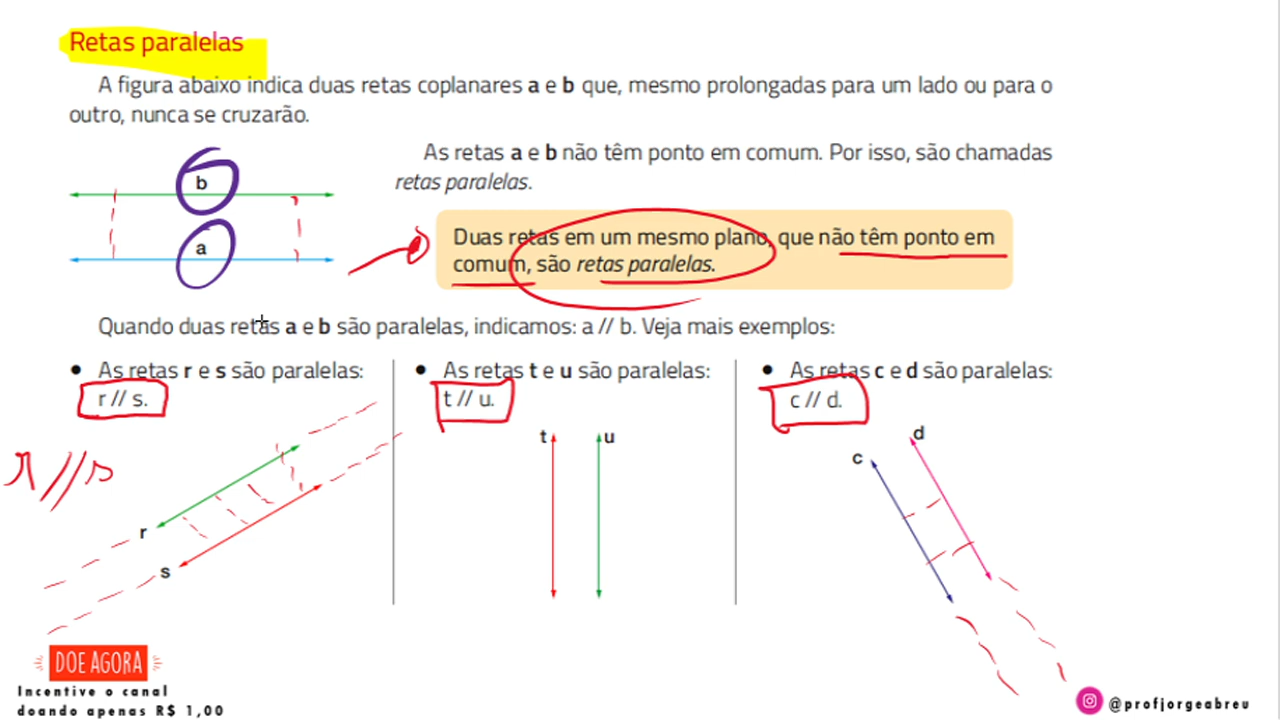 Retas paralelas
A figura abaixo indica duas retas coplanares a e b que, mesmo prolongadas para um lado ou para o
outro, nunca se cruzarão.
As retas a e b não têm ponto em comum. Por isso, são chamadas
retas paralelas.
b
a
Duas retas em um mesmo plano, que não têm ponto em
comum, são retas paralelas.
Quando duas retas a e b são paralelas, indicamos: a // b. Veja mais exemplos:
• As retas r e s são paralelas:
r // s.
r // s
r
s
• As retas t e u são paralelas:
t // u.
t
u
• As retas c e d são paralelas:
c // d.
d
c
DOE AGORA
Incentive o canal
doando apenas R$ 1,00
@profjorgeabreu